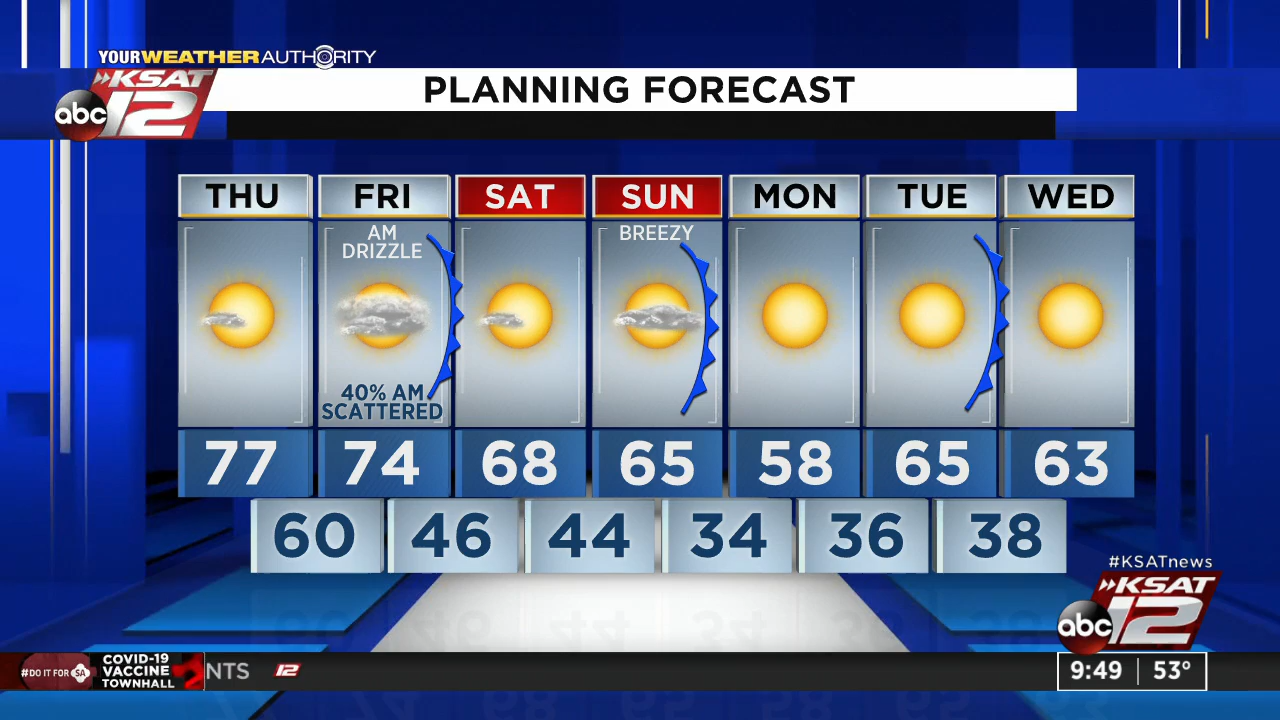 YOURWEATHERAUTHORITY
KSAT
abc 12
PLANNING FORECAST
THU FRI SAT SUN MON TUE WED
AM
DRIZZLE
BREEZY
40% AM
SCATTERED
77 74 68 65 58 65 63
60 46 44 34 36 38
#KSATnews
KSAT
abc 12
#DO IT FOR SA
COVID-19
VACCINE
TOWNHALL
NTS 12
9:49 53°